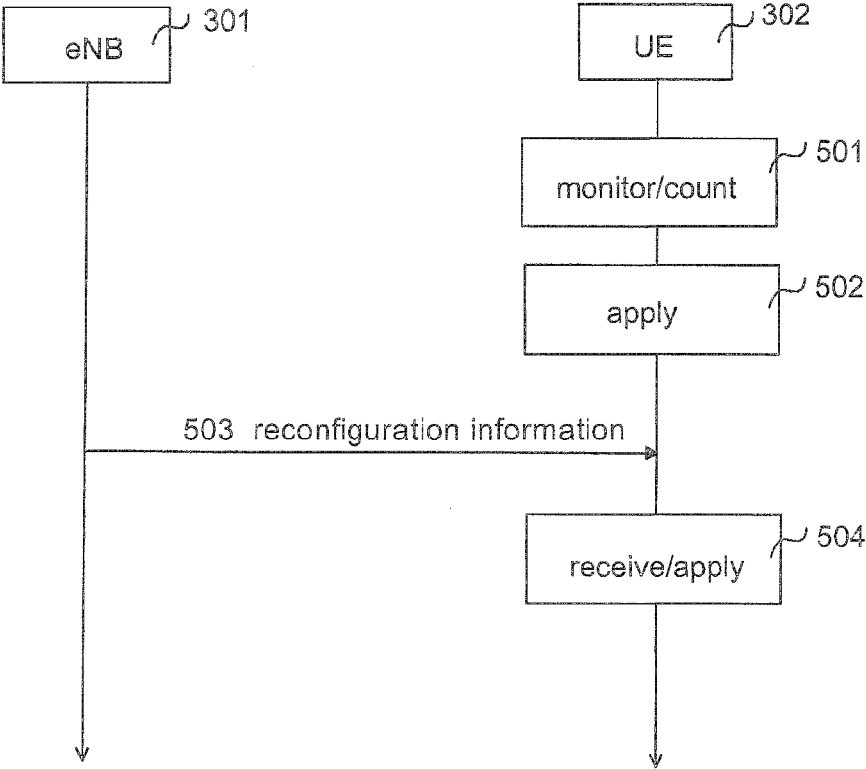 301
eNB
302
UE
501
monitor/count
502
apply
503 reconfiguration information
504
receive/apply